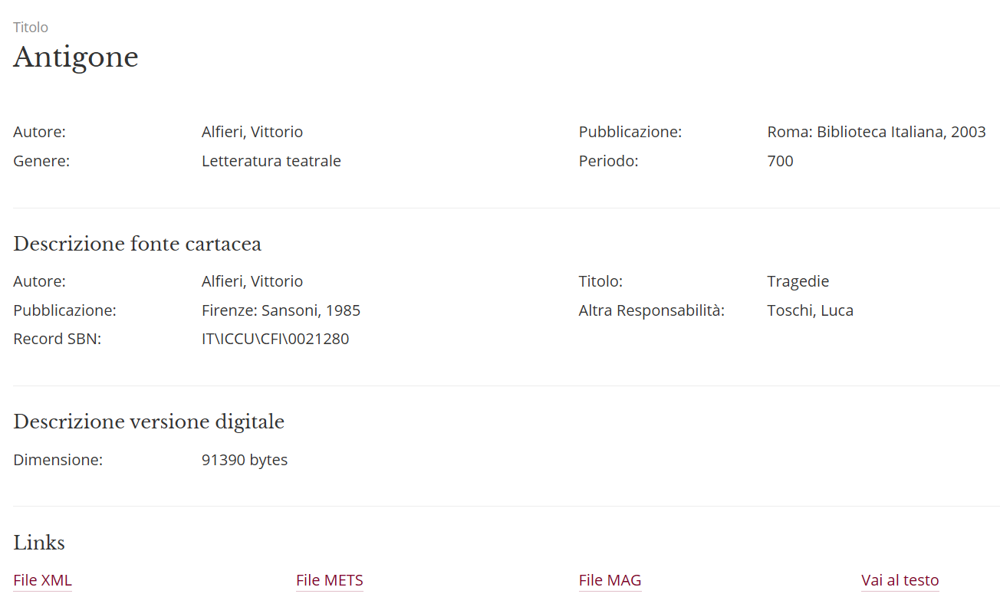 Titolo
Antigone
Autore: Alfieri, Vittorio Pubblicazione: Roma: Biblioteca Italiana, 2003
Genere: Letteratura teatrale Periodo: 700
Descrizione fonte cartacea
Autore: Alfieri, Vittorio Titolo: Tragedie
Pubblicazione: Firenze: Sansoni, 1985 Altra Responsabilità: Toschi, Luca
Record SBN: IT\ICCU\CFI\0021280
Descrizione versione digitale
Dimensione: 91390 bytes
Links
File XML File METS File MAG Vai al testo